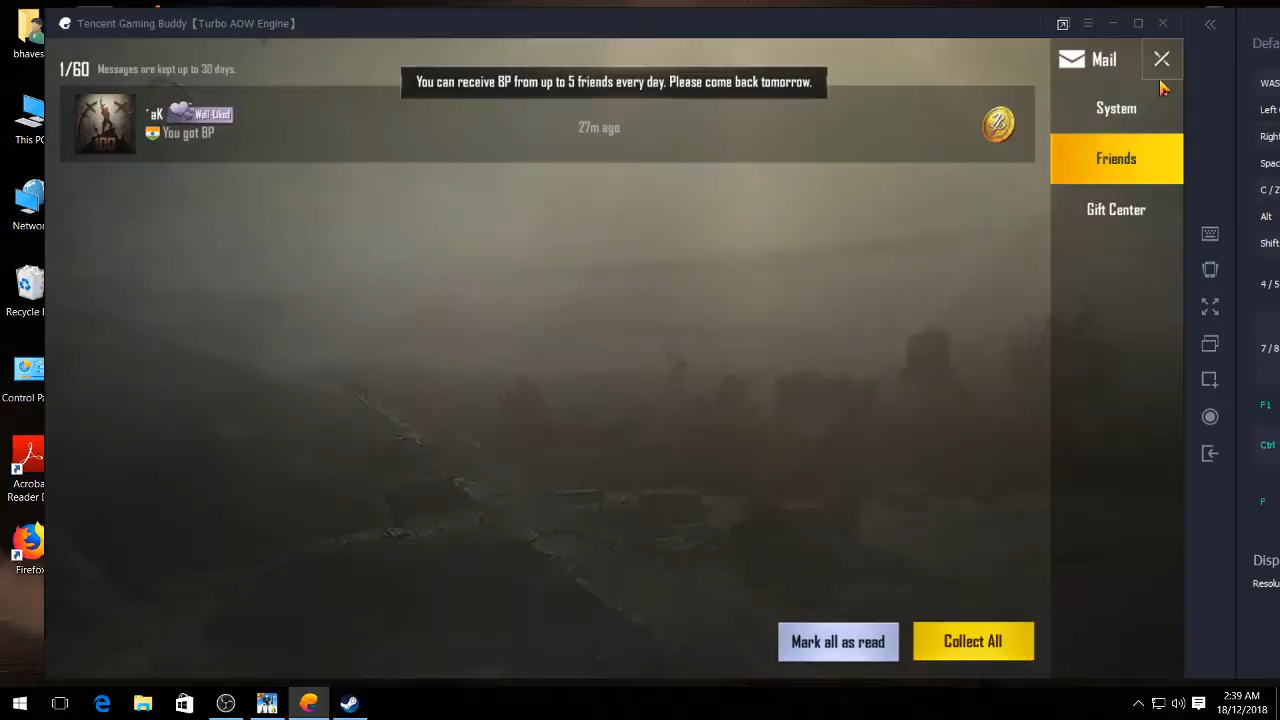 Tencent Gaming Buddy【Turbo AOW Engine】
1/60 Messages are kept up to 30 days.
You can receive BP from up to 5 friends every day. Please come back tomorrow.
Mail
aK Well-Liked
You got BP
27m ago
100
System
Friends
Gift Center
Mark all as read
Collect All
bhaves
This PC
Networ
Recycle
Control Pa
Acroba
Reader D
Firefox
Defa
WAS
Left
Right
Spac
C / Z
Alt
Shift
4 / 5
7 / 8
F1
Ctrl
F
Disp
Resolu
2:39 AM
18/12/2018